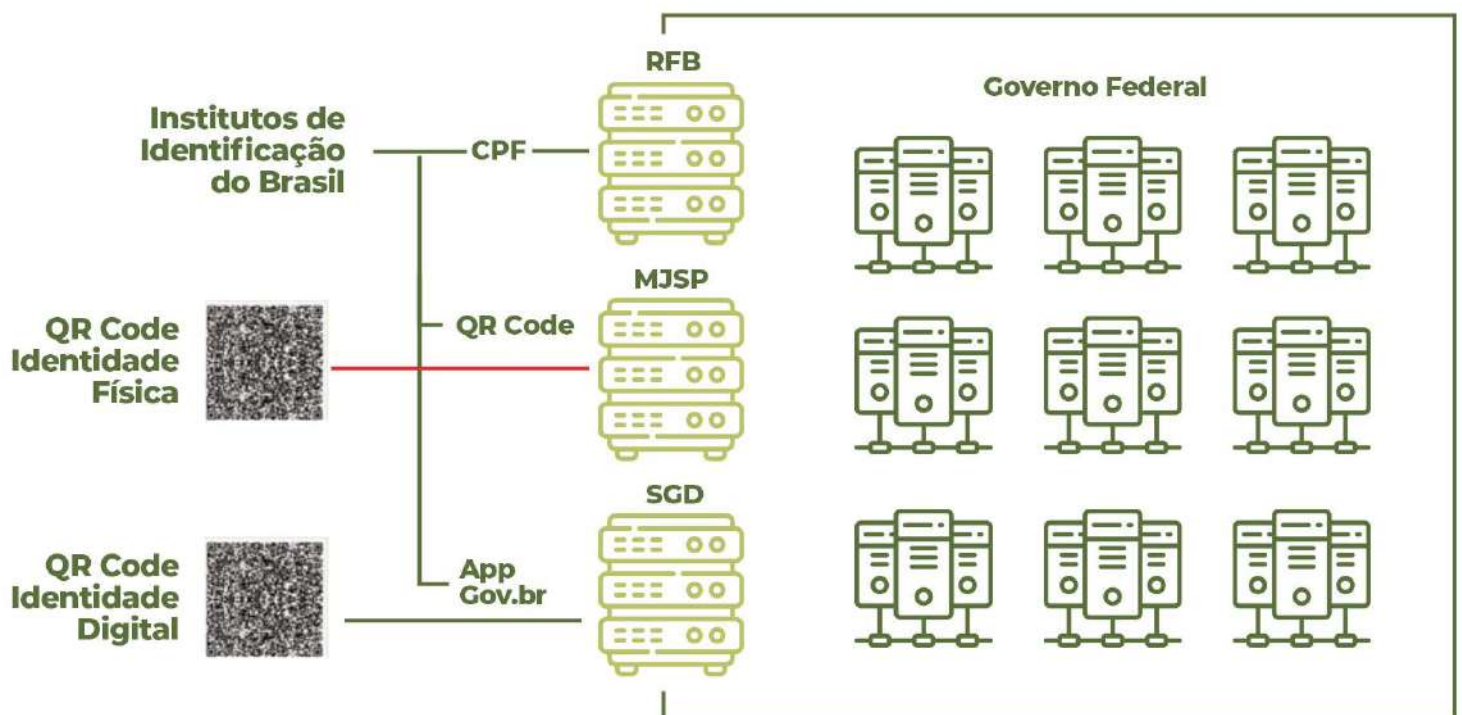 RFB
Governo Federal
Institutos de
Identificação
do Brasil
CPF
MJSP
QR Code
Identidade
Física
QR Code
SGD
QR Code
Identidade
Digital
App
Gov.br